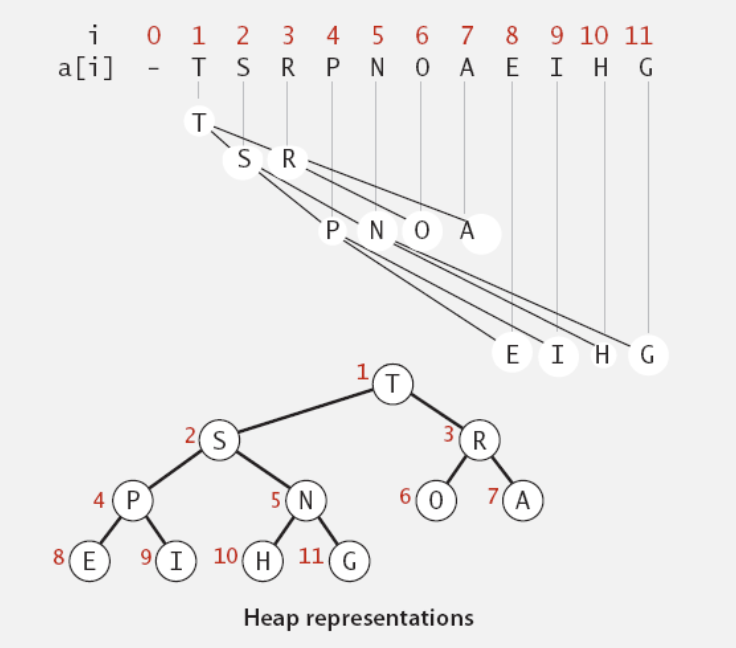 i 0 1 2 3 4 5 6 7 8 9 10 11
a[i] – T S R P N O A E I H G
T
S R
P N O A
E I H G
1 T
2 S 3 R
4 P 5 N 6 O 7 A
8 E 9 I 10 H 11 G
Heap representations